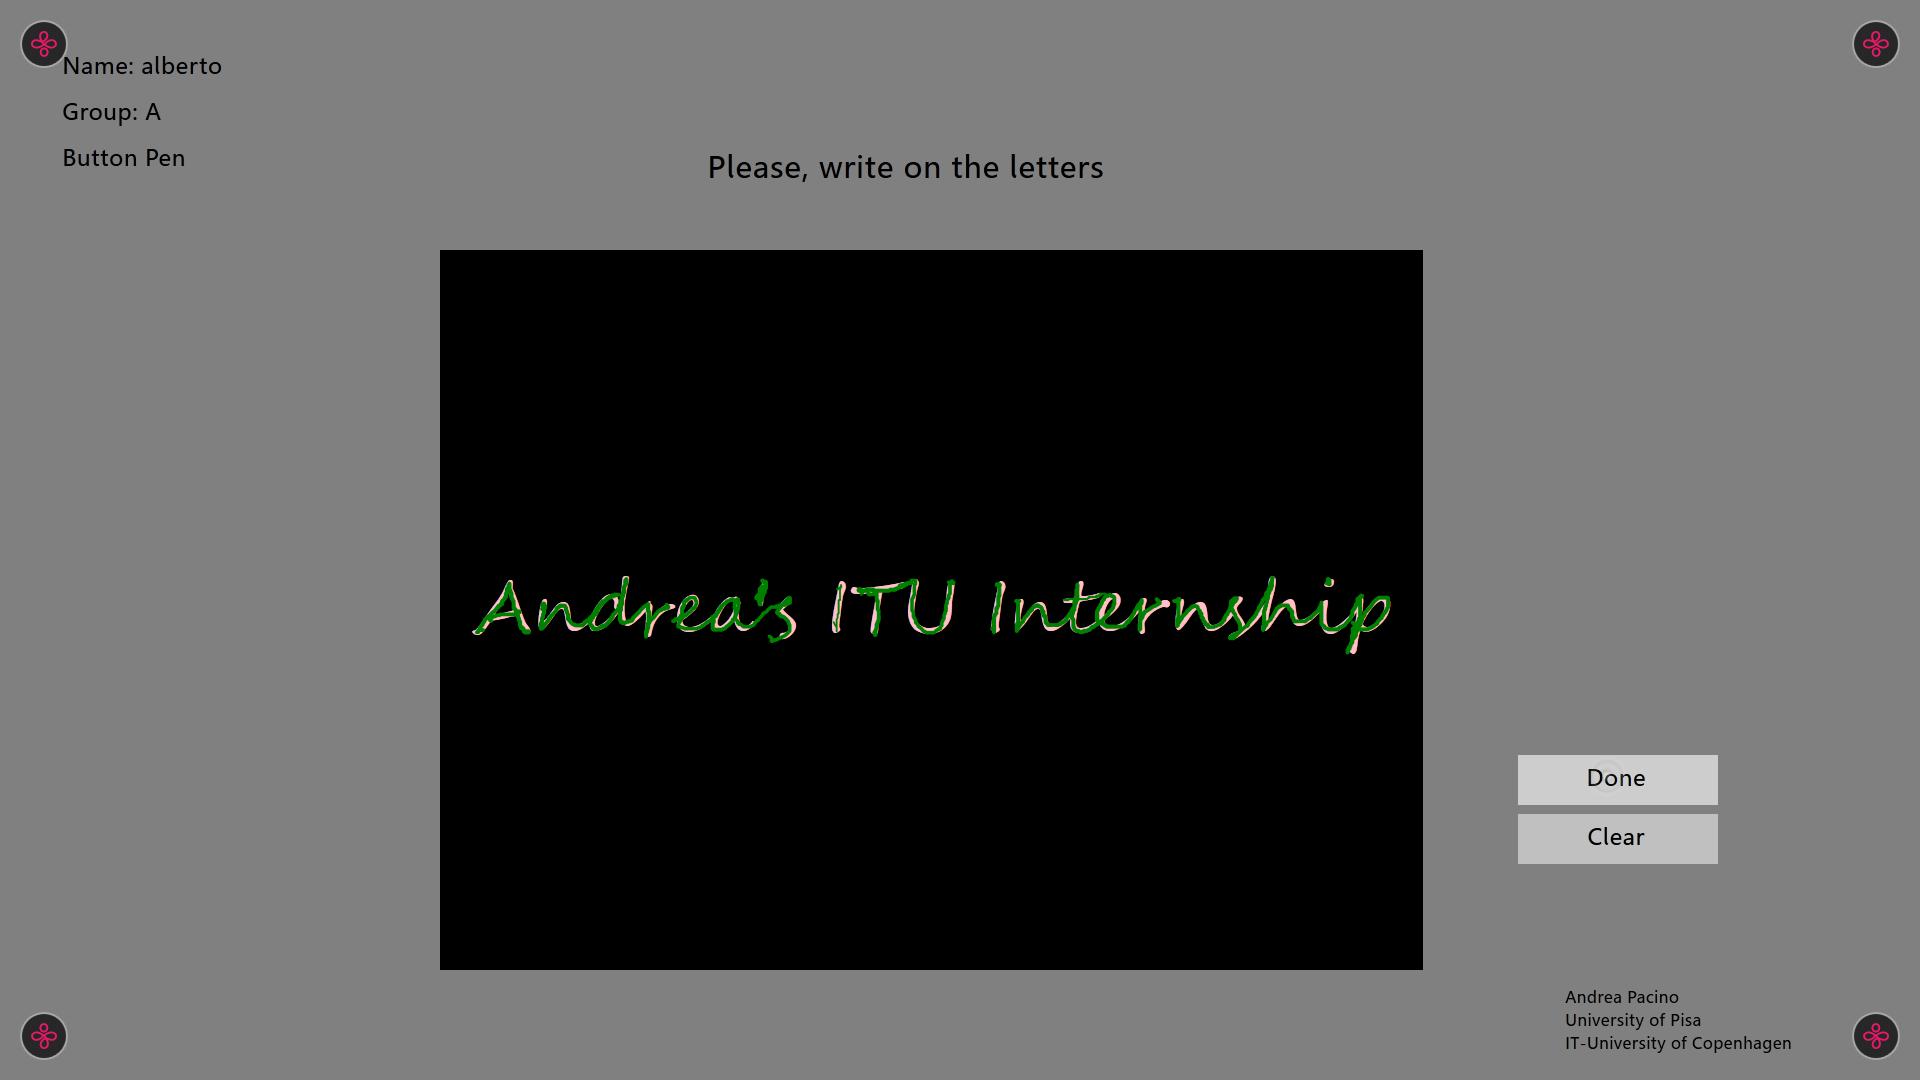 Name: alberto
Group: A
Button Pen
Please, write on the letters
Andrea's ITU Internship
Done
Clear
Andrea Pacino
University of Pisa
IT-University of Copenhagen